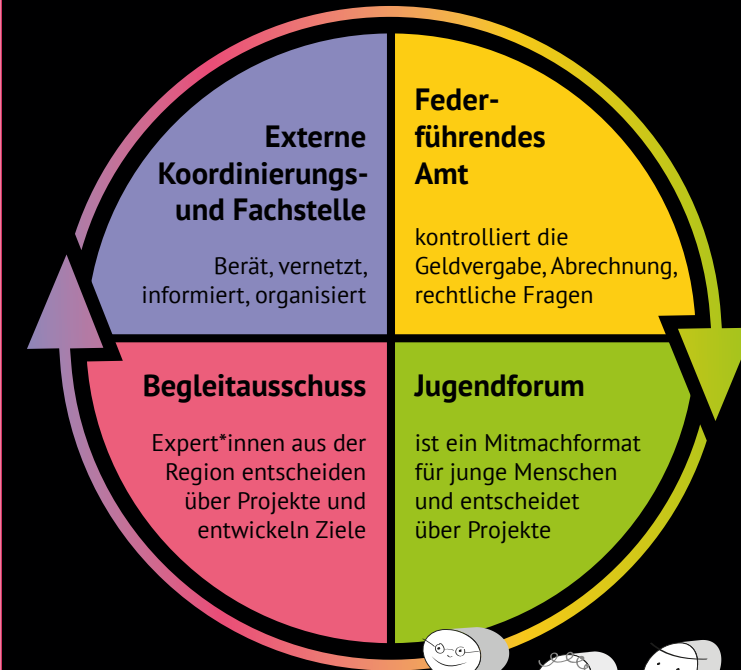 Externe
Koordinierungs-
und Fachstelle
Berät, vernetzt,
informiert, organisiert
Feder-
führendes
Amt
kontrolliert die
Geldvergabe, Abrechnung,
rechtliche Fragen
Begleitausschuss
Expert*innen aus der
Region entscheiden
über Projekte und
entwickeln Ziele
Jugendforum
ist ein Mitmachformat
für junge Menschen
und entscheidet
über Projekte